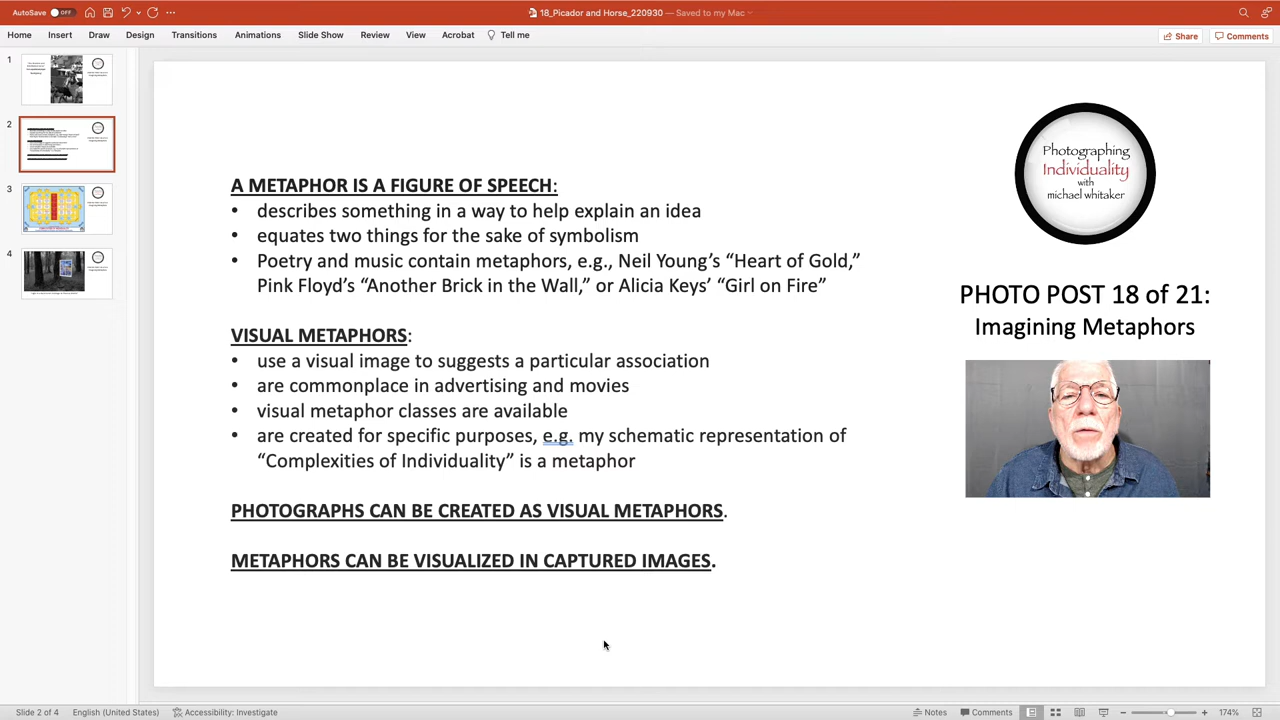 AutoSave OFF
18_Picador and Horse_220930 — Saved to my Mac
Home Insert Draw Design Transitions Animations Slide Show Review View Acrobat Tell me
Share Comments
1
2
3
4
A METAPHOR IS A FIGURE OF SPEECH:
• describes something in a way to help explain an idea
• equates two things for the sake of symbolism
• Poetry and music contain metaphors, e.g., Neil Young’s “Heart of Gold,”
Pink Floyd’s “Another Brick in the Wall,” or Alicia Keys’ “Girl on Fire”
VISUAL METAPHORS:
• use a visual image to suggests a particular association
• are commonplace in advertising and movies
• visual metaphor classes are available
• are created for specific purposes, e.g. my schematic representation of
“Complexities of Individuality” is a metaphor
PHOTOGRAPHS CAN BE CREATED AS VISUAL METAPHORS.
METAPHORS CAN BE VISUALIZED IN CAPTURED IMAGES.
Photographing
Individuality
with
michael whitaker
PHOTO POST 18 of 21:
Imagining Metaphors
Slide 2 of 4 English (United States) Accessibility: Investigate
Notes Comments 174%